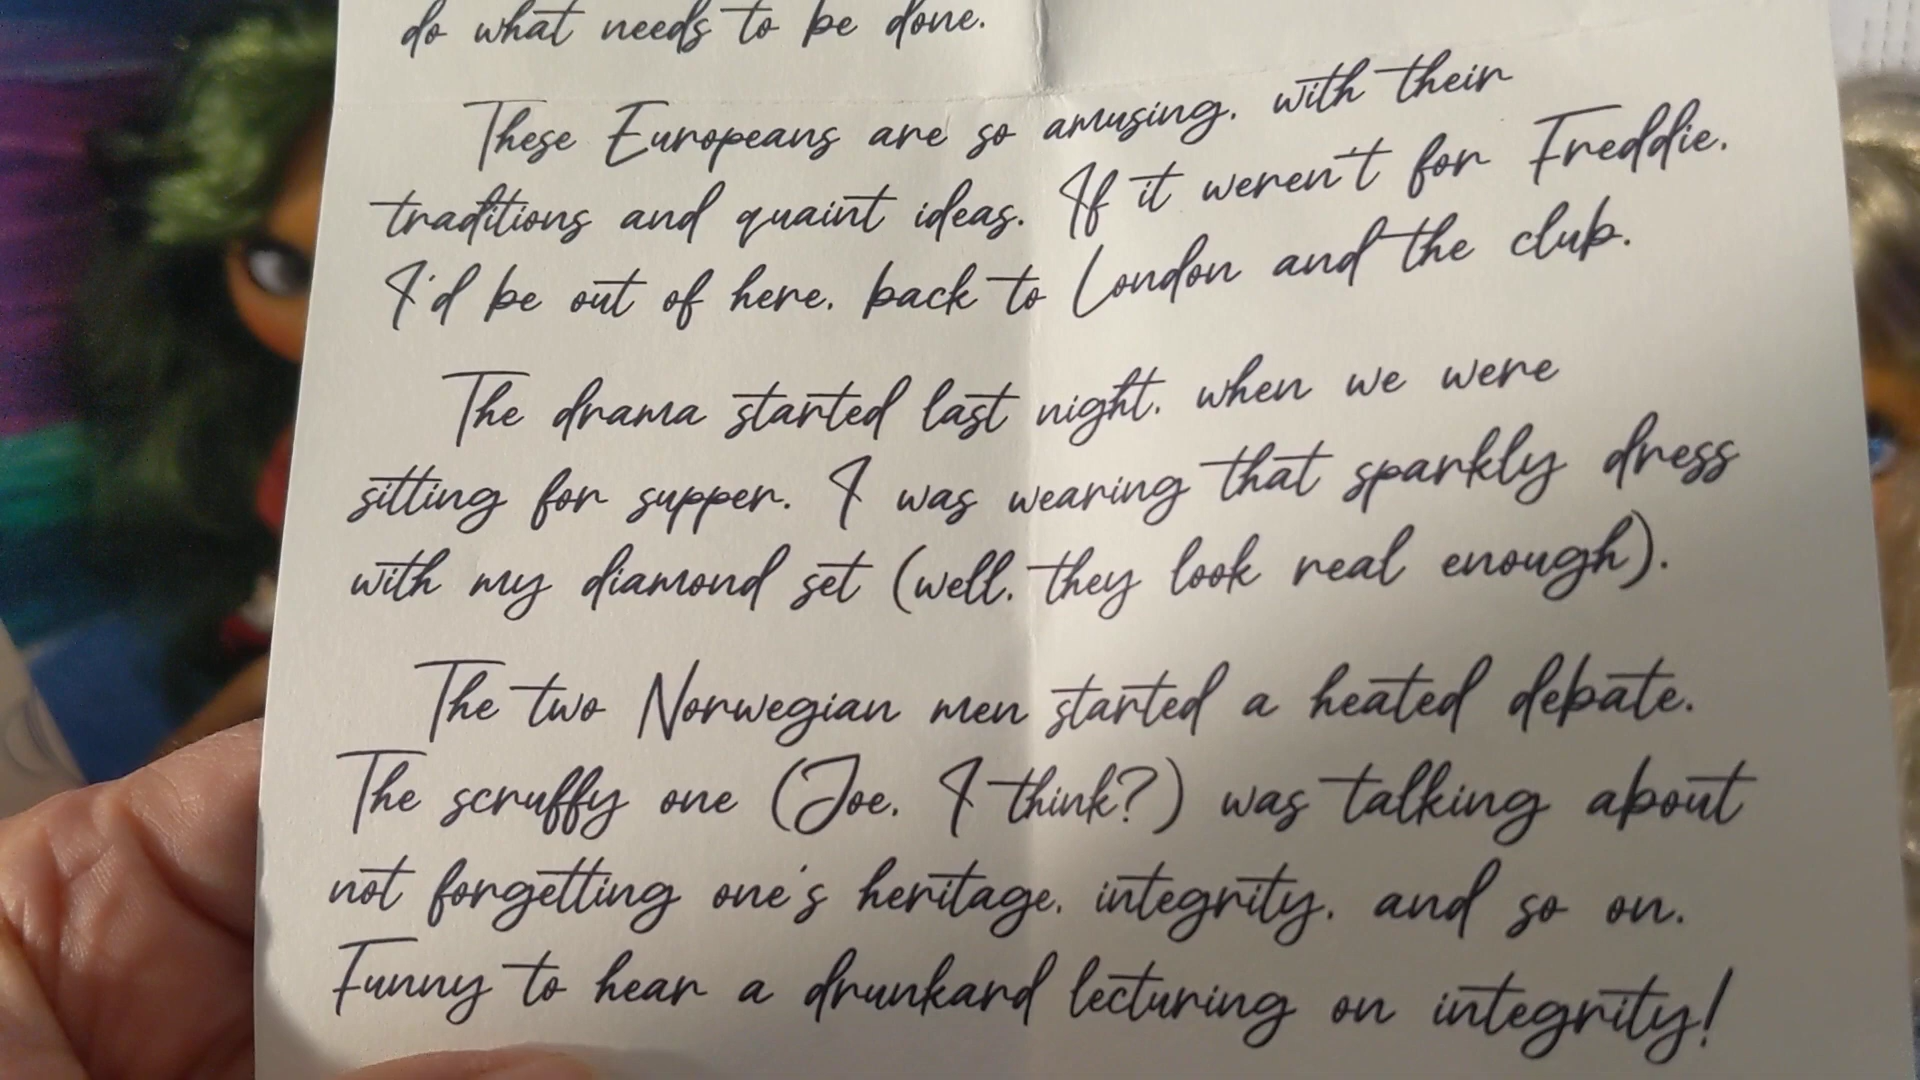 do what needs to be done.
These Europeans are so amusing, with their
traditions and quaint ideas. If it weren't for Freddie,
I'd be out of here, back to London and the club.
The drama started last night, when we were
sitting for supper. I was wearing that sparkly dress
with my diamond set (well, they look real enough).
The two Norwegian men started a heated debate.
The scruffy one (Joe, I think?) was talking about
not forgetting one's heritage, integrity, and so on.
Funny to hear a drunkard lecturing on integrity!